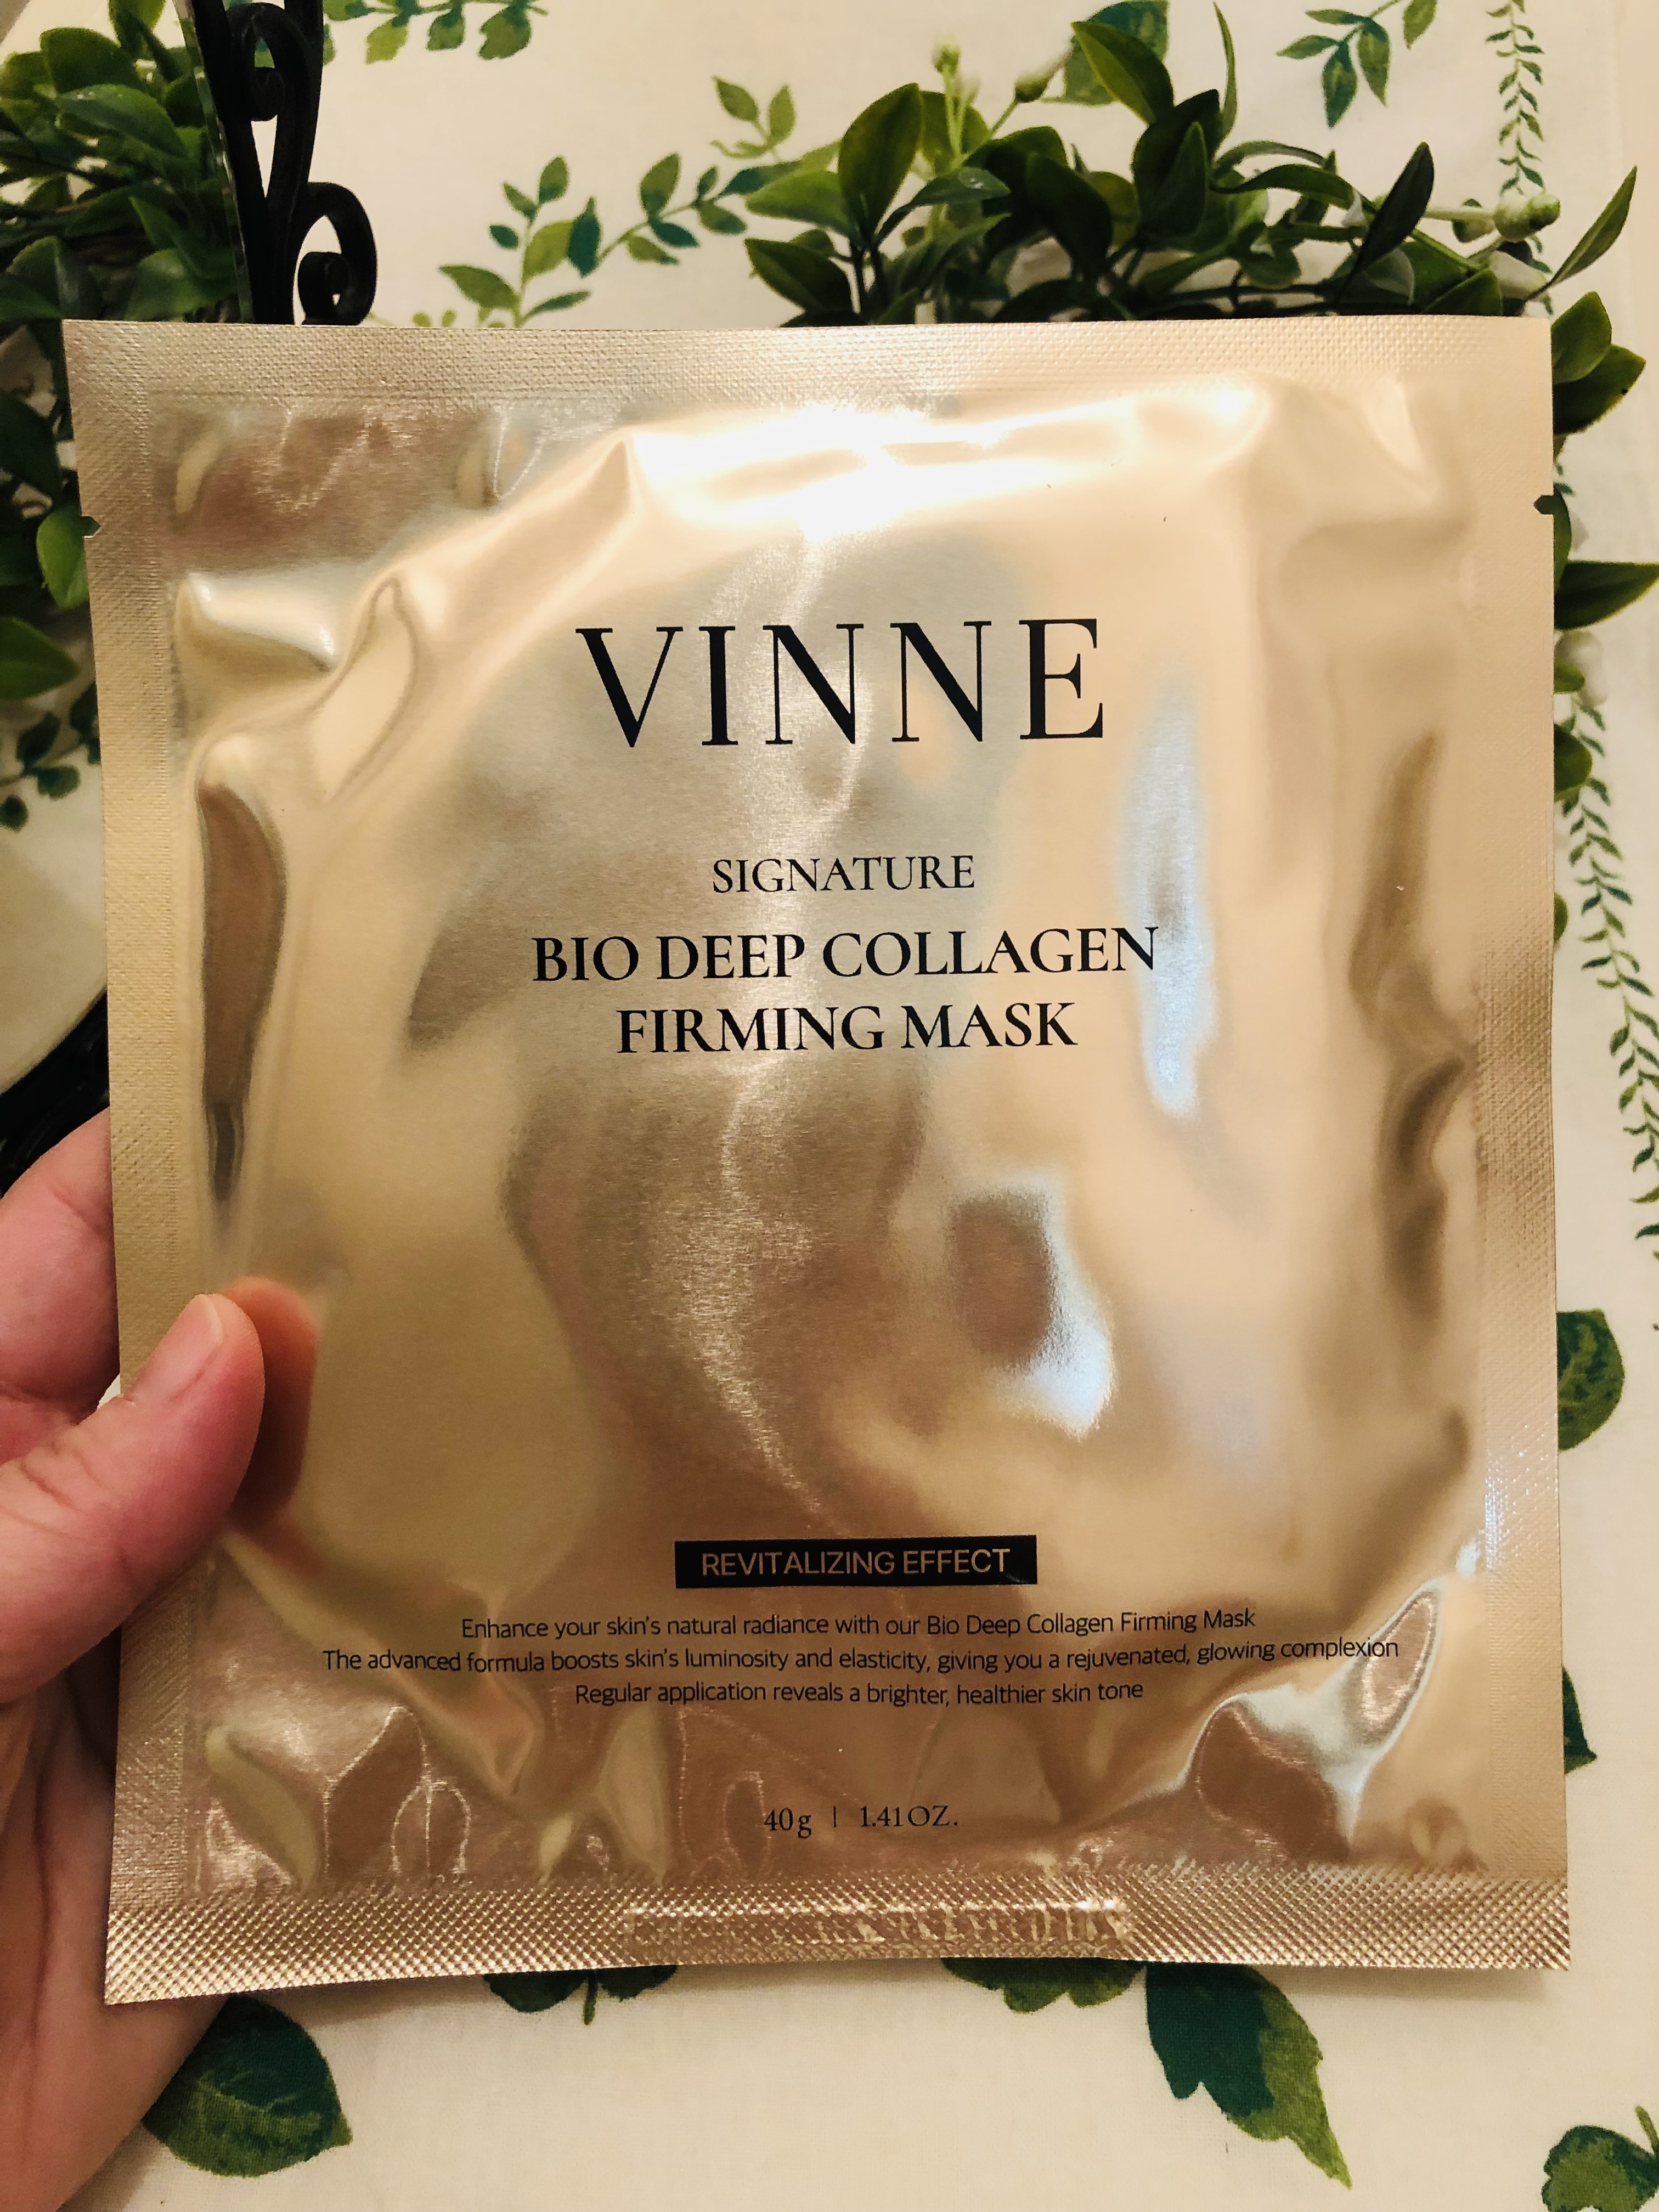 VINNE
SIGNATURE
BIO DEEP COLLAGEN
FIRMING MASK
REVITALIZING EFFECT
Enhance your skin's natural radiance with our Bio Deep Collagen Firming Mask
The advanced formula boosts skin's luminosity and elasticity, giving you a rejuvenated, glowing complexion
Regular application reveals a brighter, healthier skin tone
40g | 1.41OZ.